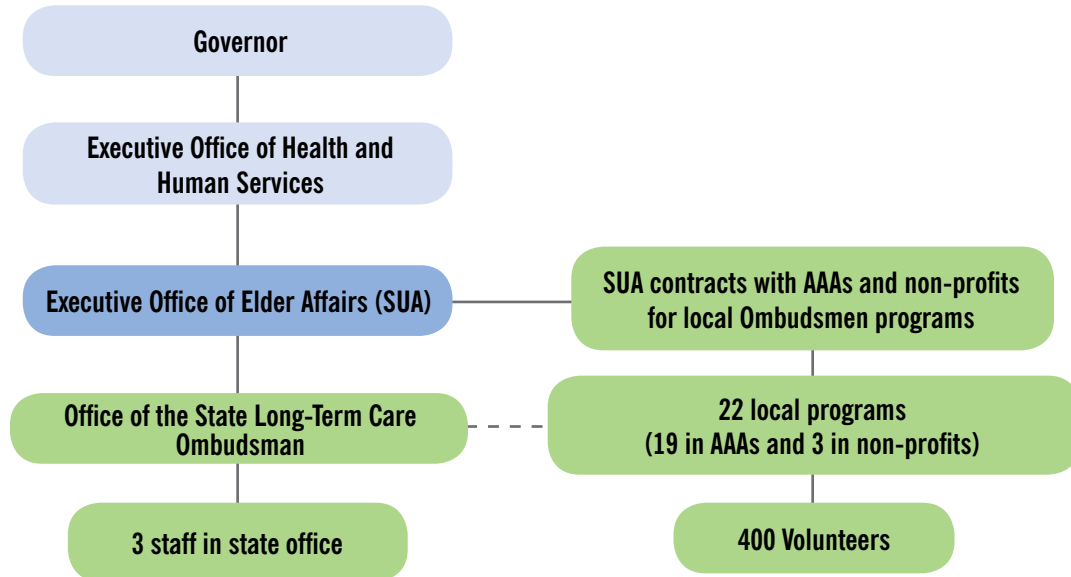 Governor
Executive Office of Health and
Human Services
Executive Office of Elder Affairs (SUA)
SUA contracts with AAAs and non-profits
for local Ombudsmen programs
Office of the State Long-Term Care
Ombudsman
22 local programs
(19 in AAAs and 3 in non-profits)
3 staff in state office
400 Volunteers